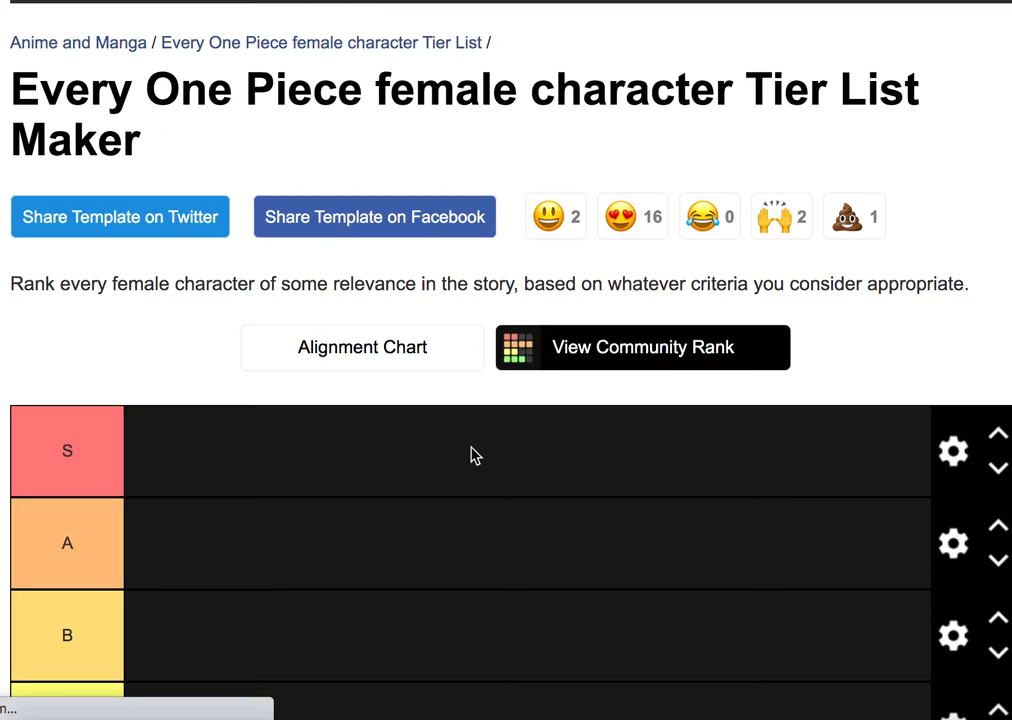 Anime and Manga / Every One Piece female character Tier List /
Every One Piece female character Tier List
Maker
Share Template on Twitter
Share Template on Facebook
2
16
0
2
1
Rank every female character of some relevance in the story, based on whatever criteria you consider appropriate.
Alignment Chart
View Community Rank
S
A
B
m...